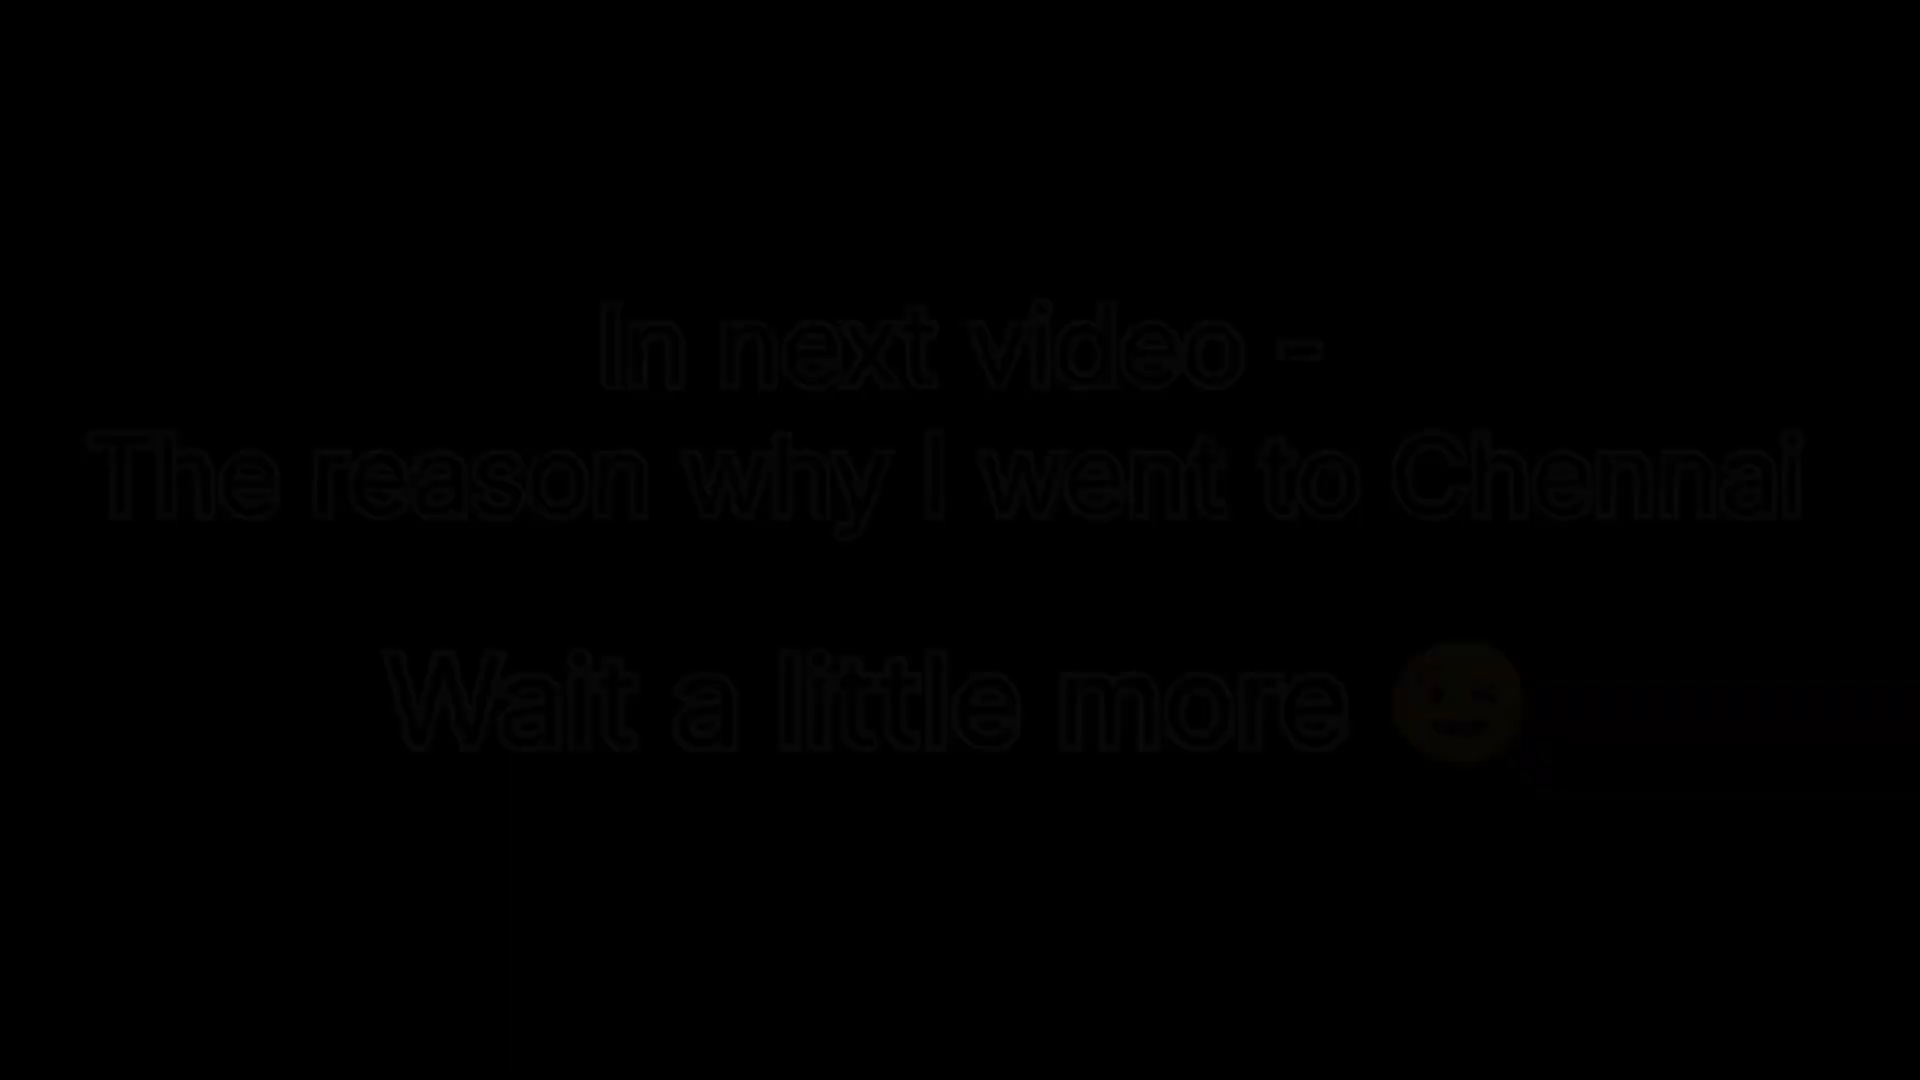 In next video -
The reason why I went to Chennai
Wait a little more 😉